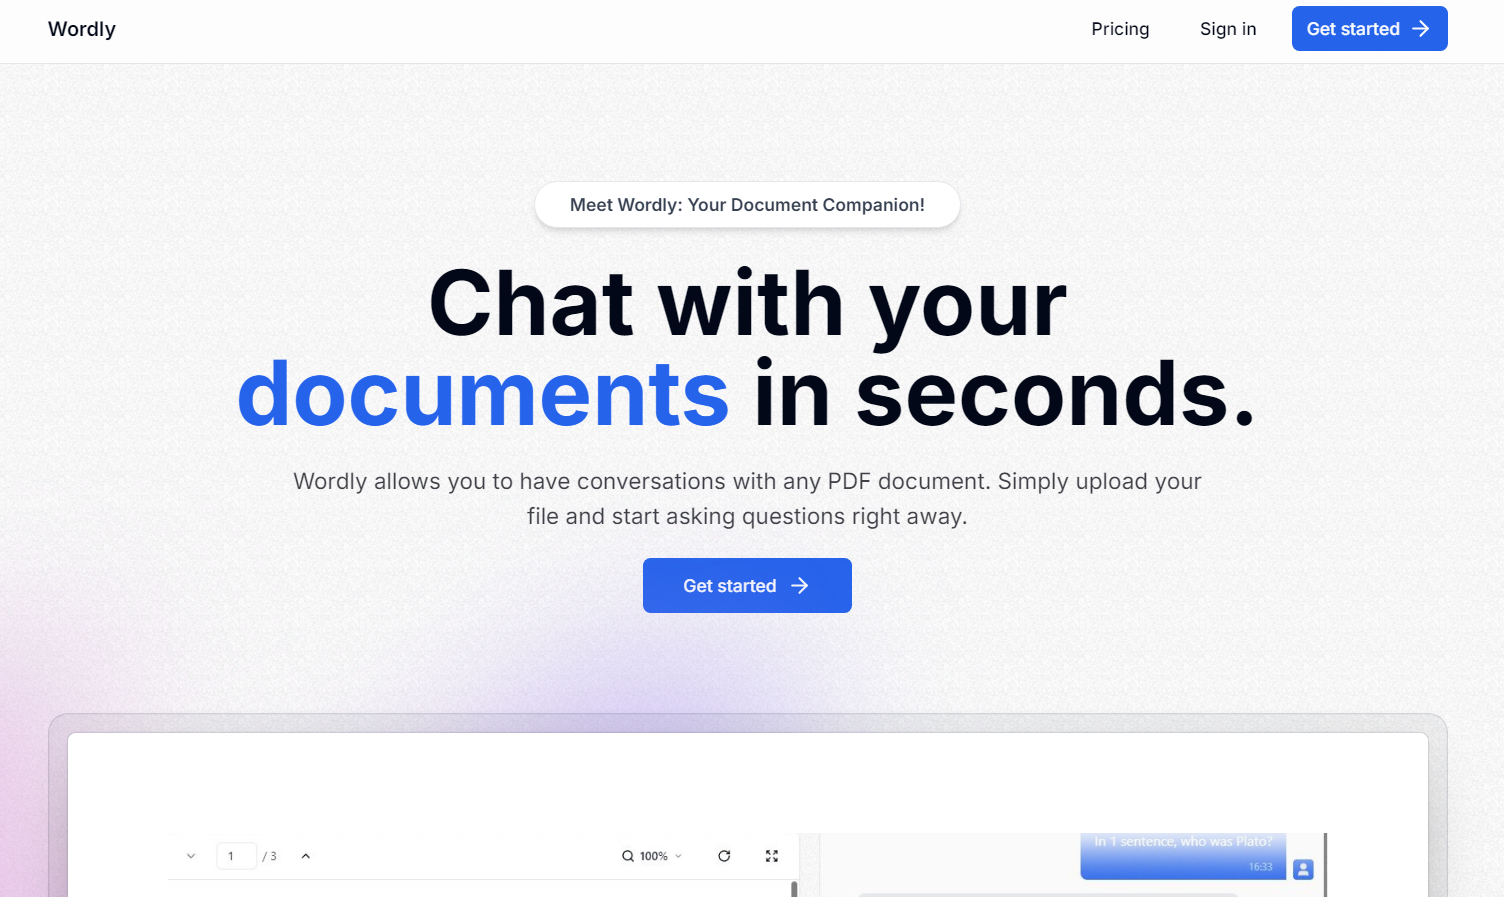 Wordly
Pricing
Sign in
Get started
Meet Wordly: Your Document Companion!
Chat with your
documents in seconds.
Wordly allows you to have conversations with any PDF document. Simply upload your
file and start asking questions right away.
Get started
1 / 3
100%
in 1 sentence, who was Plato?
16:33